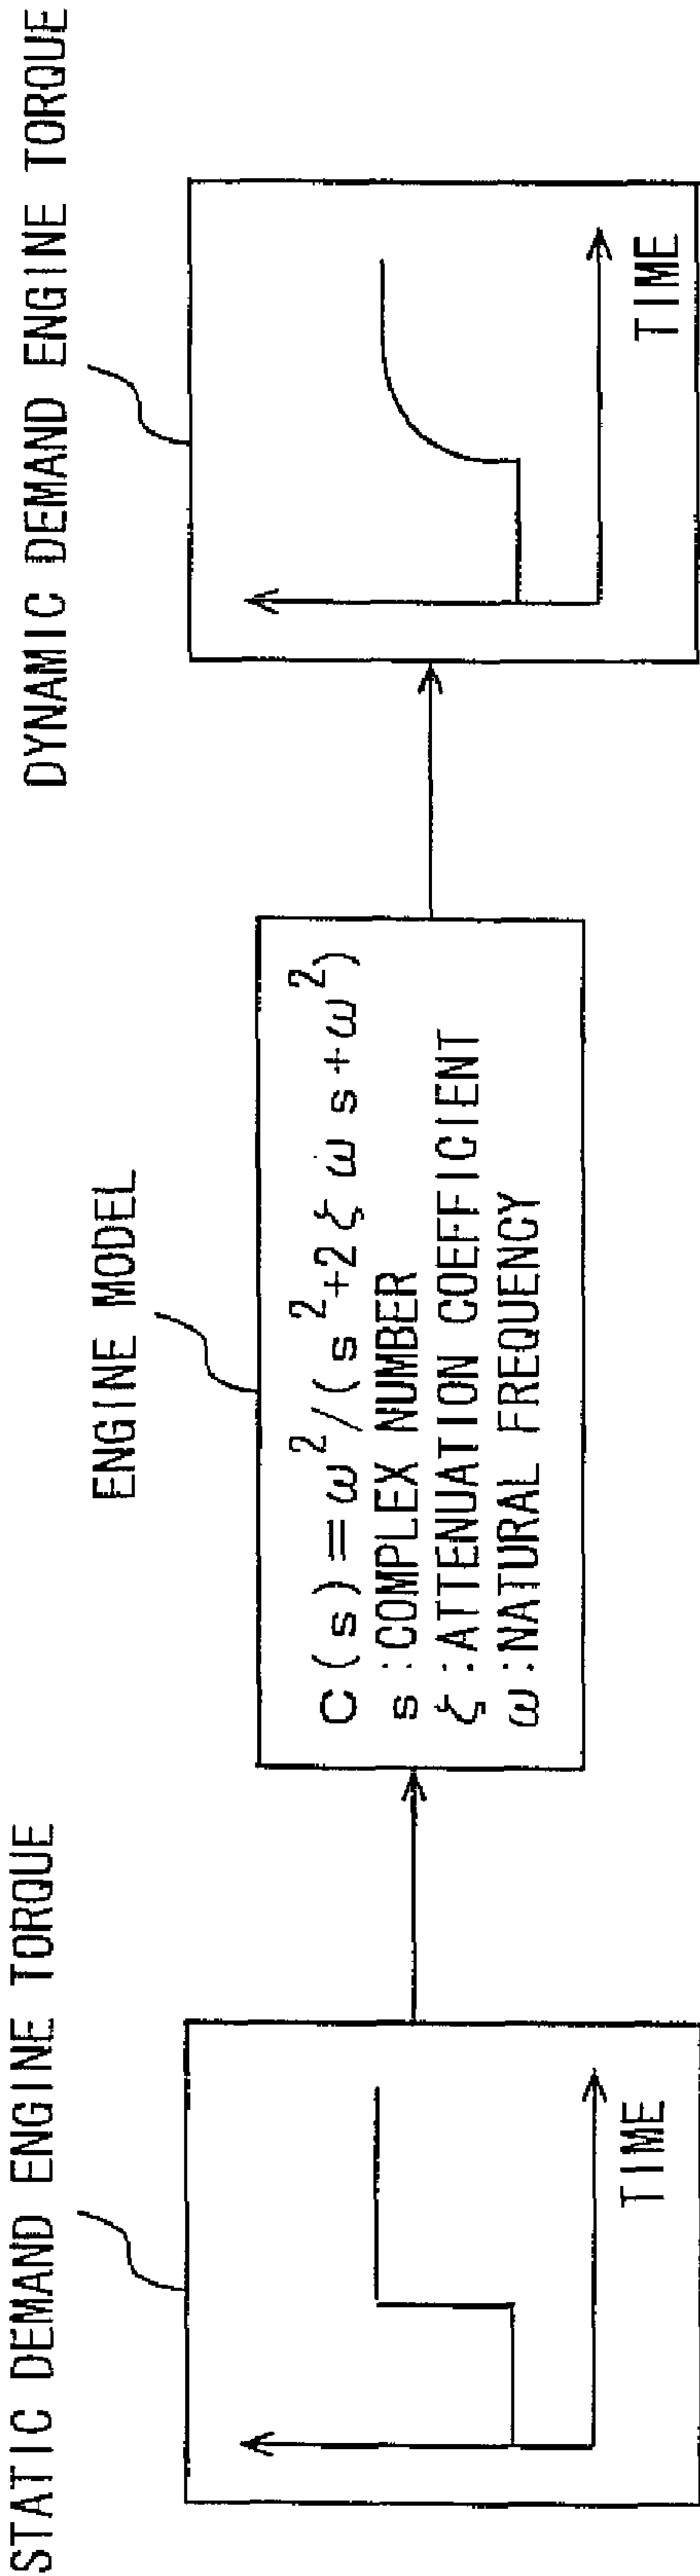 STATIC DEMAND ENGINE TORQUE
TIME
ENGINE MODEL
C(s)=ω²/(s²+2ζωs+ω²)
s:COMPLEX NUMBER
ζ:ATTENUATION COEFFICIENT
ω:NATURAL FREQUENCY
DYNAMIC DEMAND ENGINE TORQUE
TIME